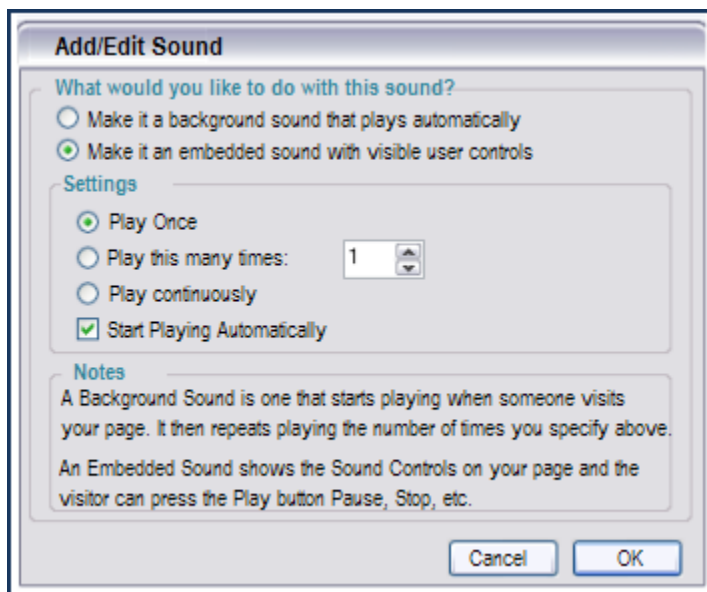 Add/Edit Sound
What would you like to do with this sound?
Make it a background sound that plays automatically
Make it an embedded sound with visible user controls
Settings
Play Once
Play this many times: 1
Play continuously
Start Playing Automatically
Notes
A Background Sound is one that starts playing when someone visits
your page. It then repeats playing the number of times you specify above.
An Embedded Sound shows the Sound Controls on your page and the
visitor can press the Play button Pause, Stop, etc.
Cancel OK